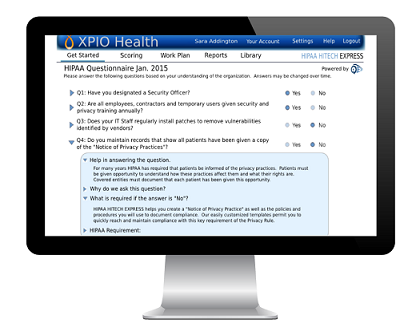 XPIO Health
Sara Addington Your Account Settings Help Logout
Get Started Scoring Work Plan Reports Library HIPAA HITECH EXPRESS
HIPAA Questionnaire Jan. 2015 Powered by
Please answer the following questions based on your understanding of the organization. Answers may be changed over time.
Q1: Have you designated a Security Officer? Yes No
Q2: Are all employees, contractors and temporary users given security and
privacy training annually? Yes No
Q3: Does your IT Staff regularly install patches to remove vulnerabilities
identified by vendors? Yes No
Q4: Do you maintain records that show all patients have been given a copy
of the "Notice of Privacy Practices"? Yes No
Help in answering the question.
For many years HIPAA has required that patients be informed of the privacy practices. Patients must
be given opportunity to understand how these practices affect them and what their rights are.
Covered entities must document that each patient has been given this opportunity.
Why do we ask this question?
What is required if the answer is "No"?
HIPAA HITECH EXPRESS helps you create a "Notice of Privacy Practice" as well as the policies and
procedures you will use to document compliance. Our easily customized templates permit you to
quickly reach and maintain compliance with this key requirement of the Privacy Rule.
HIPAA Requirement: